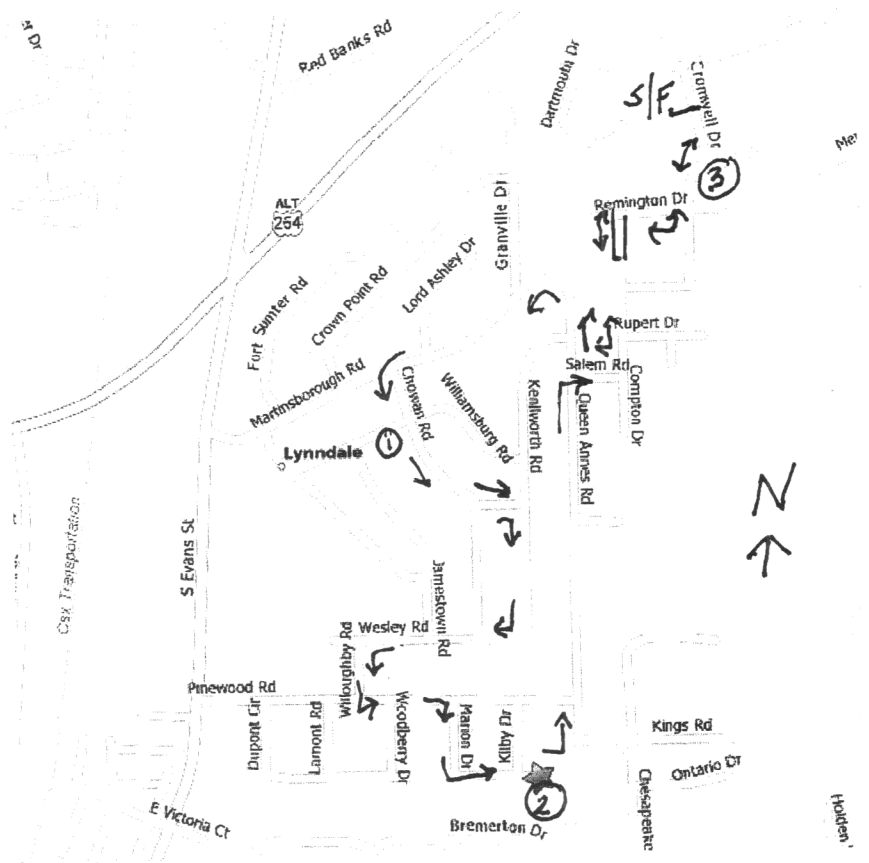 Red Banks Rd
Dartmouth Dr
Cromwell Dr
S/F
3
ALT
264
Granville Dr
Remington Dr
Lord Ashley Dr
Crown Point Rd
Fort Sumter Rd
Rupert Dr
Salem Rd
Martinsborough Rd
Chowan Rd
Williamsburg Rd
Kenilworth Rd
Queen Annes Rd
Compton Dr
Lynndale
1
N
Csx Transportation
S Evans St
Jamestown Rd
Wesley Rd
Willoughby Rd
Pinewood Rd
Dupont Cir
Lamont Rd
Woodberry Dr
Marion Dr
Kilby Dr
Kings Rd
Ontario Dr
Chesapeake
2
E Victoria Ct
Bremerton Dr
Holden